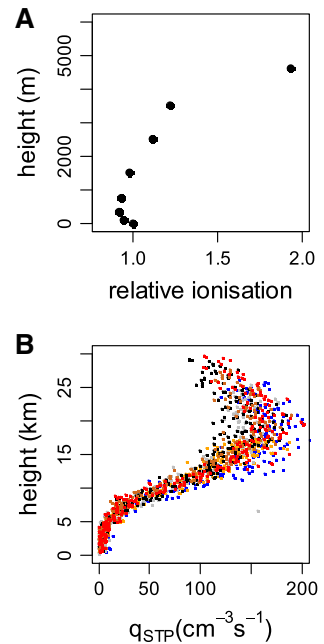 A
height (m)
5000
2000
0
1.0 1.5 2.0
relative ionisation
B
height (km)
25
15
5
0
0 50 100 200
qSTP(cm−3s−1)